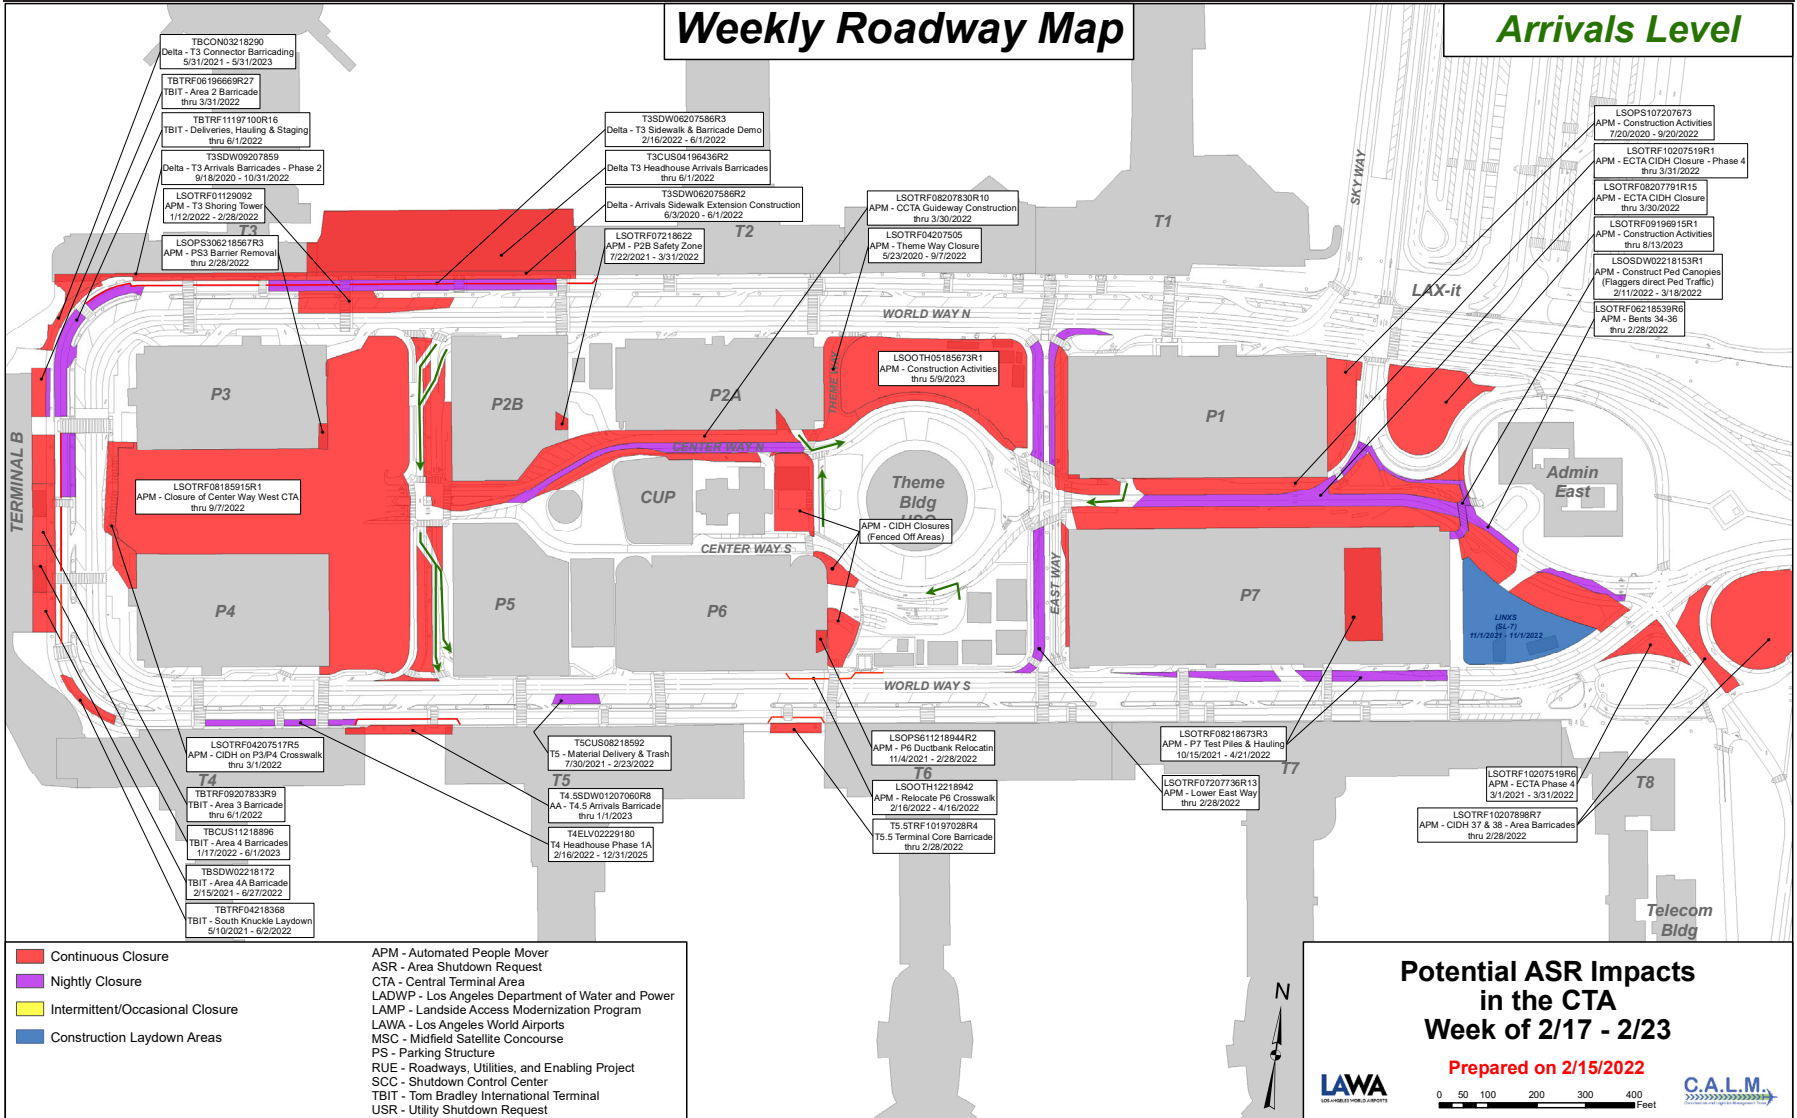 Weekly Roadway Map
Arrivals Level
TBCON03218290
Delta - T3 Connector Barricading
5/31/2021 - 5/31/2023
TBTRF06196669R27
TBIT - Area 2 Barricade
thru 3/31/2022
TBTRF11197100R16
TBIT - Deliveries, Hauling & Staging
thru 6/1/2022
T3SDW09207859
Delta - T3 Arrivals Barricades - Phase 2
9/18/2020 - 10/31/2022
LSOTRF01129092
APM - T3 Shoring Tower
1/12/2022 - 2/28/2022
T3
LSOPS306218567R3
APM - PS3 Barrier Removal
thru 2/28/2022
T3SDW06207586R3
Delta - T3 Sidewalk & Barricade Demo
2/16/2022 - 6/1/2022
T3CUS04196436R2
Delta T3 Headhouse Arrivals Barricades
thru 6/1/2022
T3SDW06207586R2
Delta - Arrivals Sidewalk Extension Construction
6/3/2020 - 6/1/2022
T2
LSOTRF07218622
APM - P2B Safety Zone
7/22/2021 - 3/31/2022
LSOTRF08207830R10
APM - CCTA Guideway Construction
thru 3/30/2022
LSOTRF04207505
APM - Theme Way Closure
5/23/2020 - 9/7/2022
T1
SKY WAY
LAX-it
LSOPS107207673
APM - Construction Activities
7/20/2020 - 9/20/2022
LSOTRF10207519R1
APM - ECTA CIDH Closure - Phase 4
thru 3/31/2022
LSOTRF08207791R15
APM - ECTA CIDH Closure
thru 3/30/2022
LSOTRF09196915R1
APM - Construction Activities
thru 8/13/2023
LSOSDW02218153R1
APM - Construct Ped Canopies
(Flaggers direct Ped Traffic)
2/11/2022 - 3/18/2022
LSOTRF06218539R6
APM - Bents 34-36
thru 2/28/2022
WORLD WAY N
P3
P2B
P2A
THEME WAY
LSOOTH05185673R1
APM - Construction Activities
thru 5/9/2023
P1
TERMINAL B
CENTER WAY N
LSOTRF08185915R1
APM - Closure of Center Way West CTA
thru 9/7/2022
CUP
Theme
Bldg
USO
APM - CIDH Closures
(Fenced Off Areas)
Admin
East
CENTER WAY S
EAST WAY
P4
P5
P6
P7
LINXS
(SL-7)
11/1/2021 - 11/1/2022
WORLD WAY S
LSOTRF04207517R5
APM - CIDH on P3/P4 Crosswalk
thru 3/1/2022
T4
TBTRF09207833R9
TBIT - Area 3 Barricade
thru 6/1/2022
TBCUS11218896
TBIT - Area 4 Barricades
1/17/2022 - 6/1/2023
TBSDW02218172
TBIT - Area 4A Barricade
2/15/2021 - 6/27/2022
TBTRF04218368
TBIT - South Knuckle Laydown
5/10/2021 - 6/2/2022
T5CUS08218592
T5 - Material Delivery & Trash
7/30/2021 - 2/23/2022
T5
T4.5SDW01207060R8
AA - T4.5 Arrivals Barricade
thru 1/1/2023
T4ELV02229180
T4 Headhouse Phase 1A
2/16/2022 - 12/31/2025
LSOPS611218944R2
APM - P6 Ductbank Relocatin
11/4/2021 - 2/28/2022
T6
LSOOTH12218942
APM - Relocate P6 Crosswalk
2/16/2022 - 4/16/2022
T5.5TRF10197028R4
T5.5 Terminal Core Barricade
thru 2/28/2022
LSOTRF08218673R3
APM - P7 Test Piles & Hauling
10/15/2021 - 4/21/2022
T7
LSOTRF07207736R13
APM - Lower East Way
thru 2/28/2022
LSOTRF10207519R6
APM - ECTA Phase 4
3/1/2021 - 3/31/2022
T8
LSOTRF10207898R7
APM - CIDH 37 & 38 - Area Barricades
thru 2/28/2022
Telecom
Bldg
Continuous Closure
Nightly Closure
Intermittent/Occasional Closure
Construction Laydown Areas
APM - Automated People Mover
ASR - Area Shutdown Request
CTA - Central Terminal Area
LADWP - Los Angeles Department of Water and Power
LAMP - Landside Access Modernization Program
LAWA - Los Angeles World Airports
MSC - Midfield Satellite Concourse
PS - Parking Structure
RUE - Roadways, Utilities, and Enabling Project
SCC - Shutdown Control Center
TBIT - Tom Bradley International Terminal
USR - Utility Shutdown Request
N
Potential ASR Impacts
in the CTA
Week of 2/17 - 2/23
Prepared on 2/15/2022
LAWA
LOS ANGELES WORLD AIRPORTS
0 50 100 200 300 400
Feet
C.A.L.M.